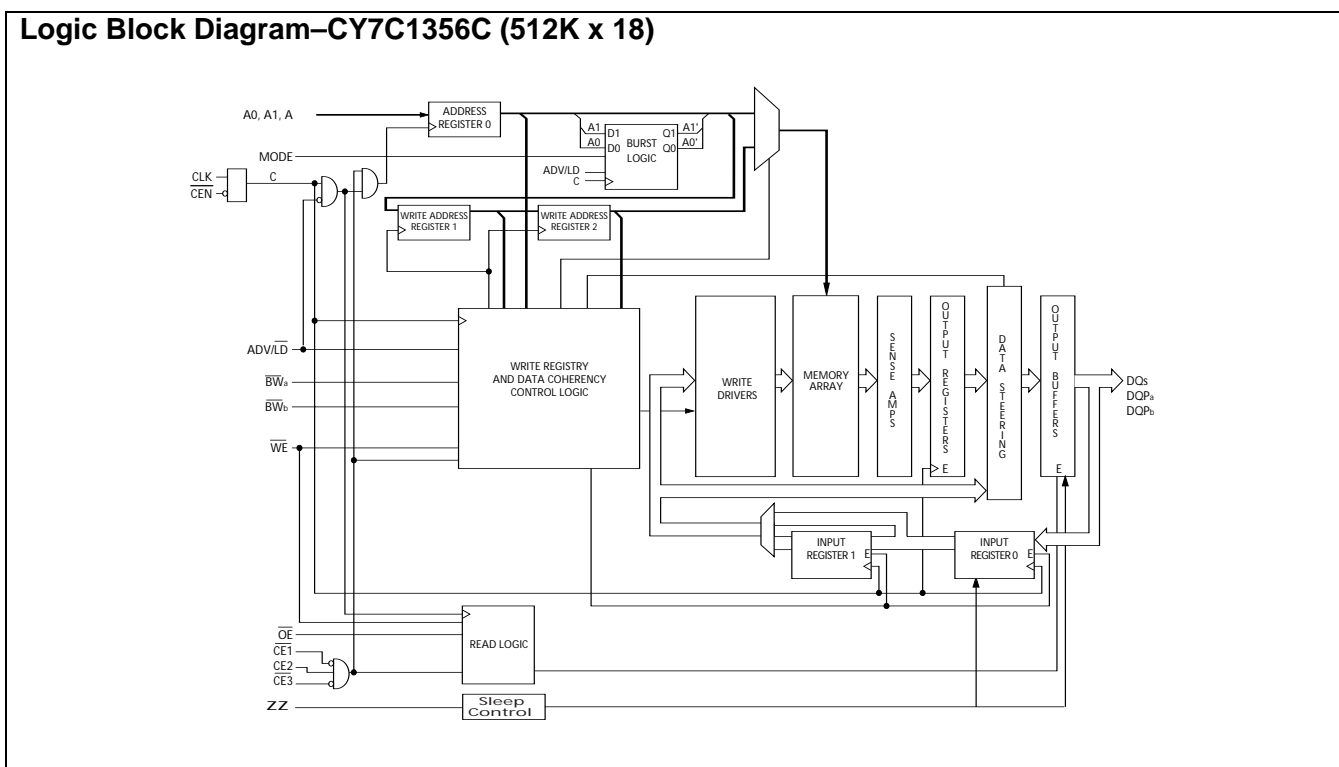 Logic Block Diagram–CY7C1356C (512K x 18)
A0, A1, A
ADDRESS
REGISTER 0
A1
D1
Q1
A1'
A0
D0
BURST
LOGIC
Q0
A0'
MODE
ADV/LD
C
CLK
C
CEN
WRITE ADDRESS
REGISTER 1
WRITE ADDRESS
REGISTER 2
ADV/LD
BWa
BWb
WE
WRITE REGISTRY
AND DATA COHERENCY
CONTROL LOGIC
WRITE
DRIVERS
MEMORY
ARRAY
SENSE AMPS
OUTPUT REGISTERS
E
DATA STEERING
OUTPUT BUFFERS
E
DQs
DQPa
DQPb
INPUT
REGISTER 1
E
INPUT
REGISTER 0
E
OE
CE1
CE2
CE3
READ LOGIC
ZZ
Sleep
Control